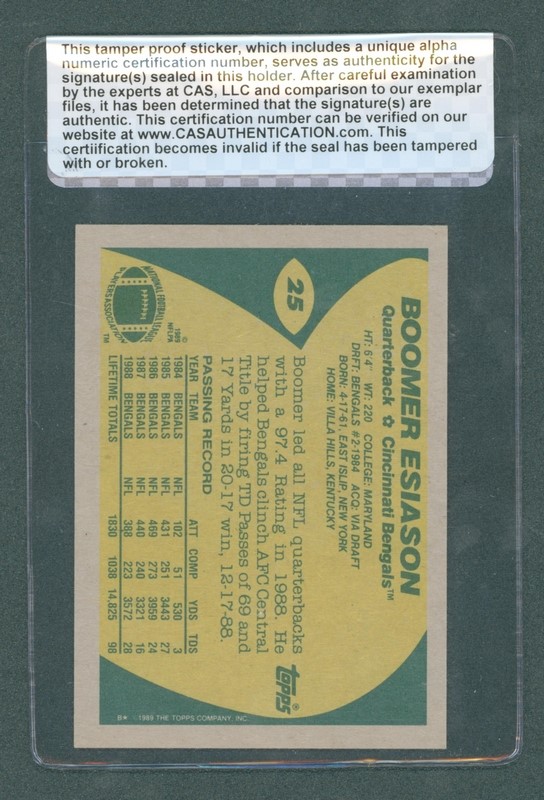 This tamper proof sticker, which includes a unique alpha
numeric certification number, serves as authenticity for the
signature(s) sealed in this holder. After careful examination
by the experts at CAS, LLC and comparison to our exemplar
files, it has been determined that the signature(s) are
authentic. This certification number can be verified on our
website at www.CASAUTHENTICATION.com. This
certiification becomes invalid if the seal has been tampered
with or broken.
25
BOOMER ESIASON
Quarterback ✩ Cincinnati Bengals™
HT: 6'4" WT: 220 COLLEGE: MARYLAND
DRFT: BENGALS #2-1984 ACQ: VIA DRAFT
BORN: 4-17-61, EAST ISLIP, NEW YORK
HOME: VILLA HILLS, KENTUCKY
Boomer led all NFL quarterbacks
with a 97.4 Rating in 1988. He
helped Bengals clinch AFC Central
Title by firing TD Passes of 69 and
17 Yards in 20-17 win, 12-17-88.
topps®
PASSING RECORD
YEAR TEAM ATT COMP YDS TDS
1984 BENGALS NFL 102 51 530 3
1985 BENGALS NFL 431 251 3443 27
1986 BENGALS NFL 469 273 3959 24
1987 BENGALS NFL 440 240 3321 16
1988 BENGALS NFL 388 223 3572 28
LIFETIME TOTALS 1830 1038 14,825 98
NATIONAL FOOTBALL LEAGUE
PLAYERS ASSOCIATION
™
©
1989
NFLPA
B* ©1989 THE TOPPS COMPANY, INC.